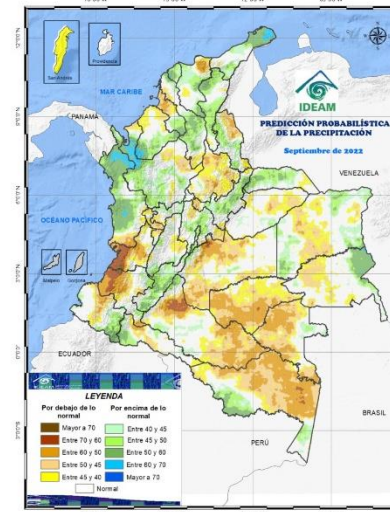 San Andrés
Providencia
MAR CARIBE
IDEAM
PREDICCIÓN PROBABILÍSTICA
DE LA PRECIPITACIÓN
Septiembre de 2022
PANAMÁ
VENEZUELA
OCÉANO PACÍFICO
Malpelo
Gorgona
ECUADOR
BRASIL
PERÚ
LEYENDA
Por debajo de lo normal
Por encima de lo normal
Mayor a 70
Entre 40 y 45
Entre 70 y 60
Entre 45 y 50
Entre 60 y 50
Entre 50 y 60
Entre 50 y 45
Entre 60 y 70
Entre 45 y 40
Mayor a 70
Normal